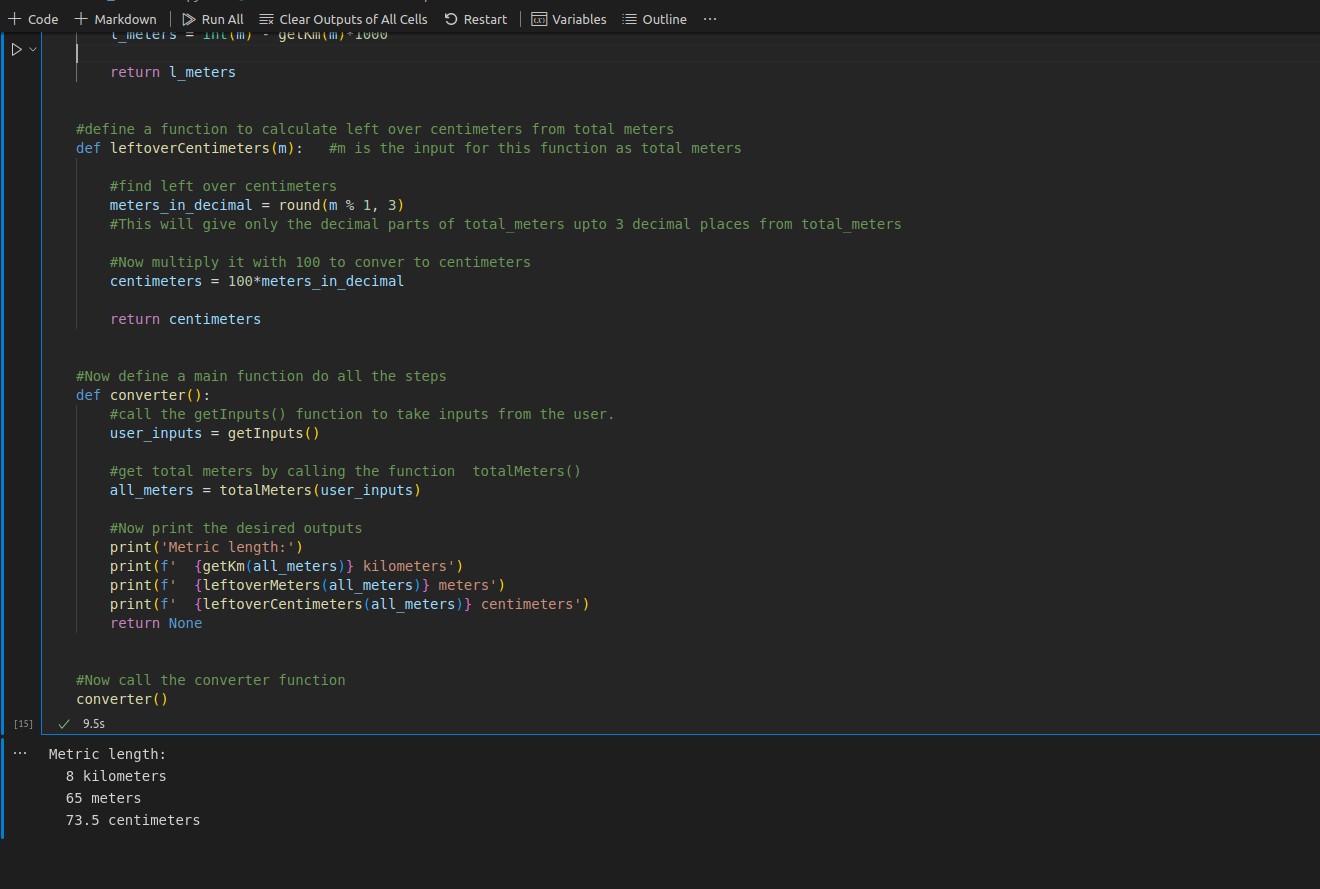 Code Markdown Run All Clear Outputs of All Cells Restart Variables Outline ...
l_meters = int(m) - getKm(m)*1000
return l_meters
#define a function to calculate left over centimeters from total meters
def leftoverCentimeters(m):   #m is the input for this function as total meters
#find left over centimeters
meters_in_decimal = round(m % 1, 3)
#This will give only the decimal parts of total_meters upto 3 decimal places from total_meters
#Now multiply it with 100 to conver to centimeters
centimeters = 100*meters_in_decimal
return centimeters
#Now define a main function do all the steps
def converter():
#call the getInputs() function to take inputs from the user.
user_inputs = getInputs()
#get total meters by calling the function  totalMeters()
all_meters = totalMeters(user_inputs)
#Now print the desired outputs
print('Metric length:')
print(f'  {getKm(all_meters)} kilometers')
print(f'  {leftoverMeters(all_meters)} meters')
print(f'  {leftoverCentimeters(all_meters)} centimeters')
return None
#Now call the converter function
converter()
[15] 9.5s
... Metric length:
8 kilometers
65 meters
73.5 centimeters